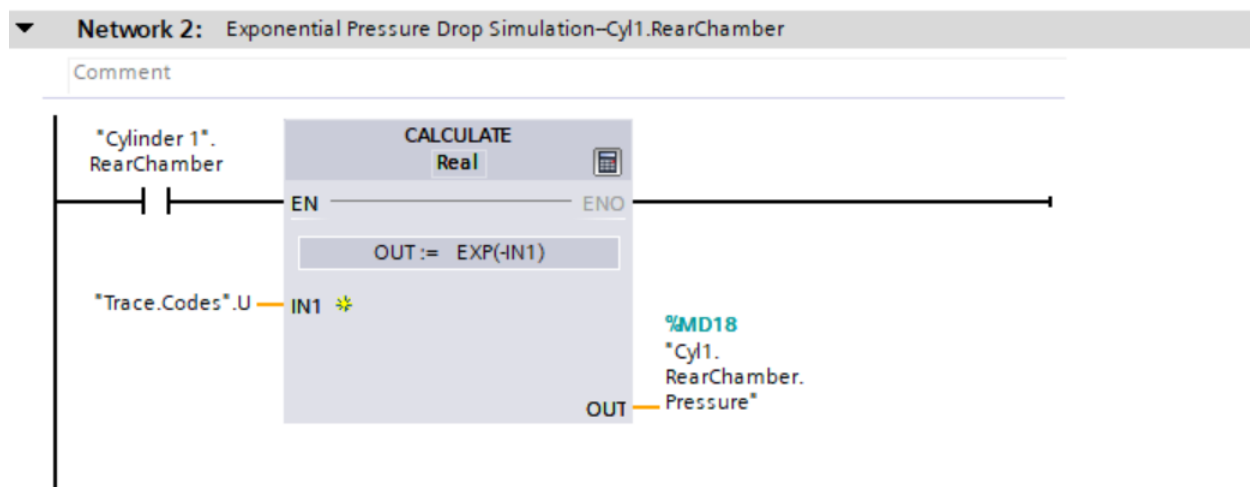 Network 2: Exponential Pressure Drop Simulation--Cyl1.RearChamber
Comment
"Cylinder 1".
RearChamber
CALCULATE
Real
EN
ENO
OUT := EXP(-IN1)
"Trace.Codes".U
IN1
%MD18
"Cyl1.
RearChamber.
Pressure"
OUT